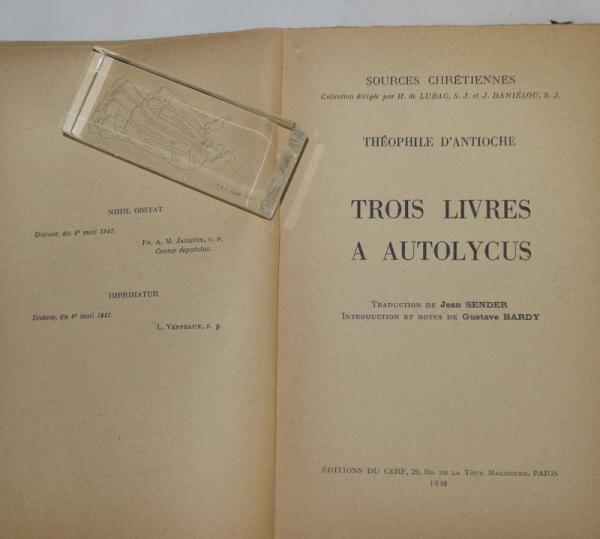 NIHIL OBSTAT
Divione, die 2ª maii 1947.
Fr. A. M. Jacquin, O. P.
Censor deputatus.
IMPRIMATUR
Divione, die 8ª maii 1947.
L. Verpeaux, v. g.
SOURCES CHRÉTIENNES
Collection dirigée par H. de LUBAC, S. J. et J. DANIÉLOU, S. J.
THÉOPHILE D'ANTIOCHE
TROIS LIVRES
A AUTOLYCUS
Traduction de Jean SENDER
Introduction et notes de Gustave BARDY
ÉDITIONS DU CERF, 29, Bd de la Tour Maubourg, PARIS
1948